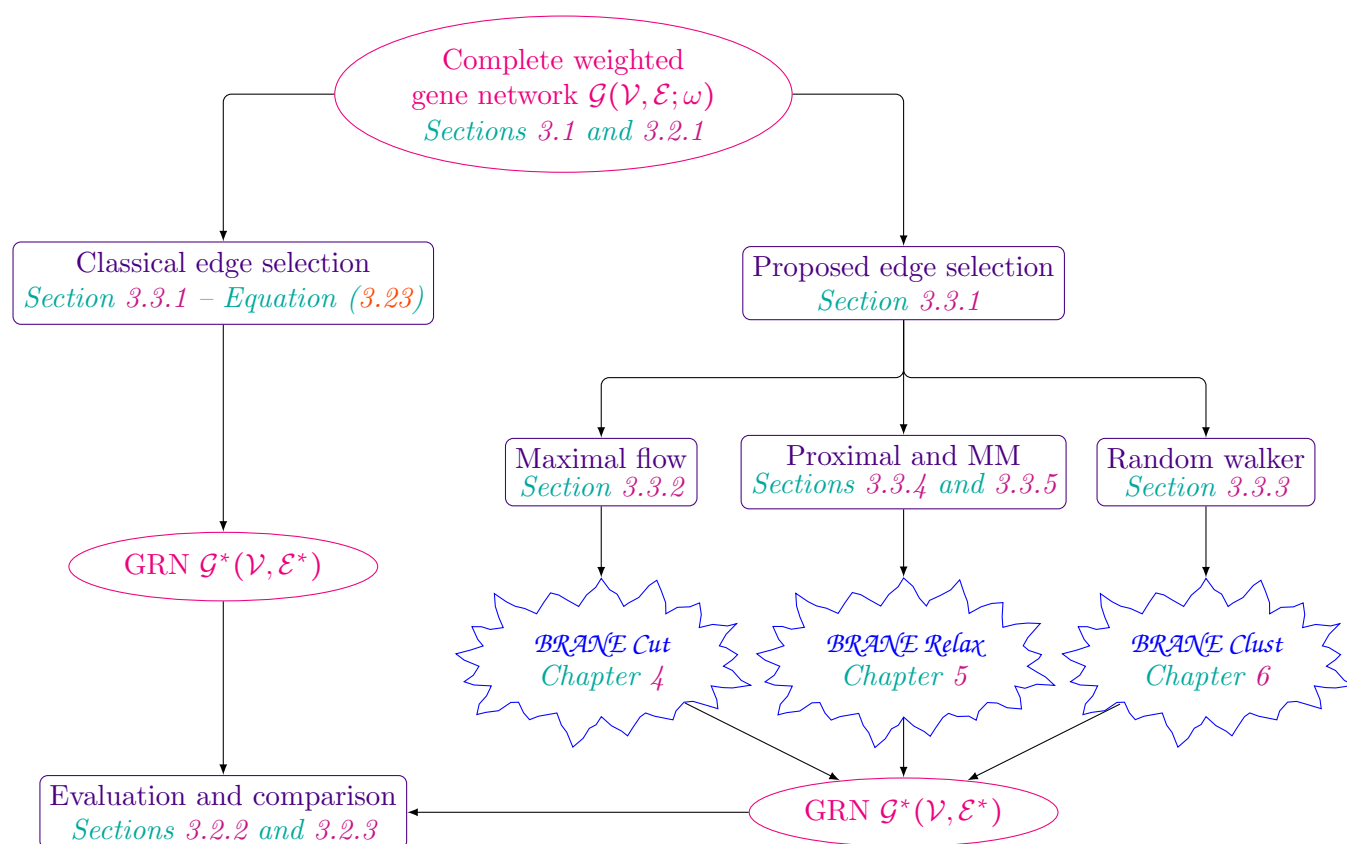 Complete weighted
gene network 𝒢(𝒱, ℰ; ω)
Sections 3.1 and 3.2.1
Classical edge selection
Section 3.3.1 – Equation (3.23)
Proposed edge selection
Section 3.3.1
Maximal flow
Section 3.3.2
Proximal and MM
Sections 3.3.4 and 3.3.5
Random walker
Section 3.3.3
GRN 𝒢*(𝒱, ℰ*)
BRANE Cut
Chapter 4
BRANE Relax
Chapter 5
BRANE Clust
Chapter 6
Evaluation and comparison
Sections 3.2.2 and 3.2.3
GRN 𝒢*(𝒱, ℰ*)